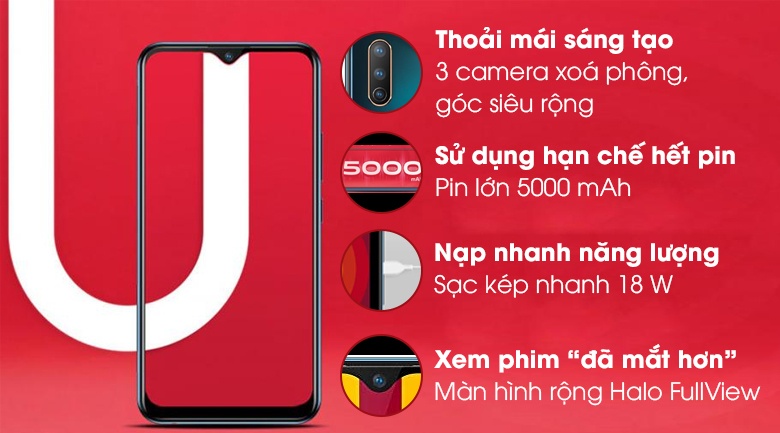 U
Thoải mái sáng tạo
3 camera xoá phông,
góc siêu rộng
5000
mAh
Sử dụng hạn chế hết pin
Pin lớn 5000 mAh
Nạp nhanh năng lượng
Sạc kép nhanh 18 W
Xem phim “đã mắt hơn”
Màn hình rộng Halo FullView